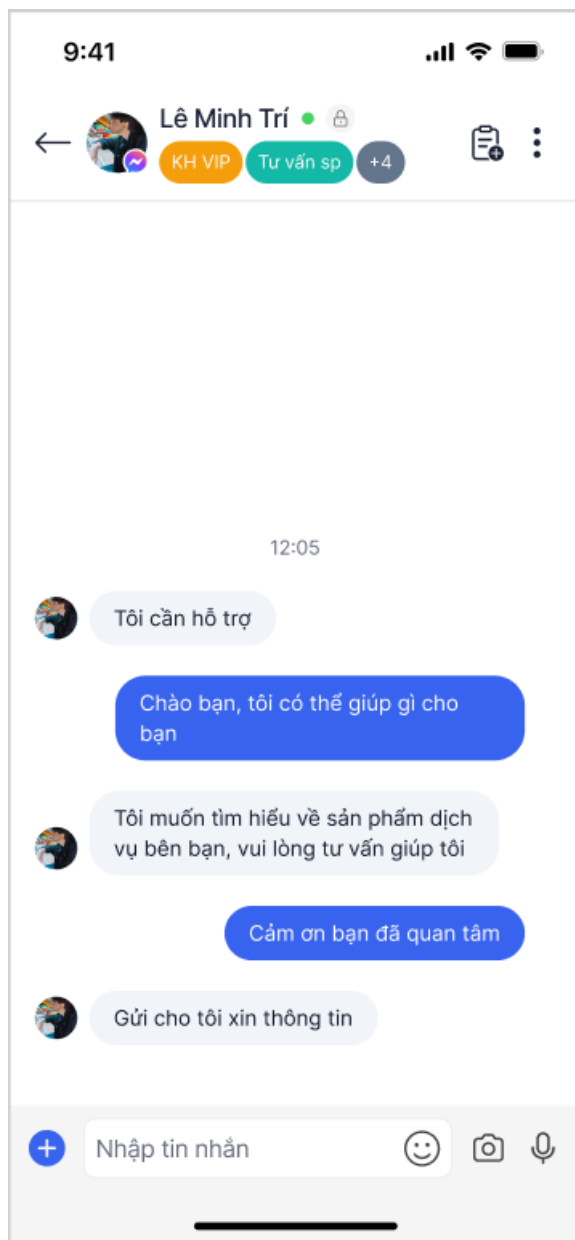 9:41
Lê Minh Trí
KH VIP
Tư vấn sp
+4
12:05
Tôi cần hỗ trợ
Chào bạn, tôi có thể giúp gì cho
bạn
Tôi muốn tìm hiểu về sản phẩm dịch
vụ bên bạn, vui lòng tư vấn giúp tôi
Cảm ơn bạn đã quan tâm
Gửi cho tôi xin thông tin
Nhập tin nhắn